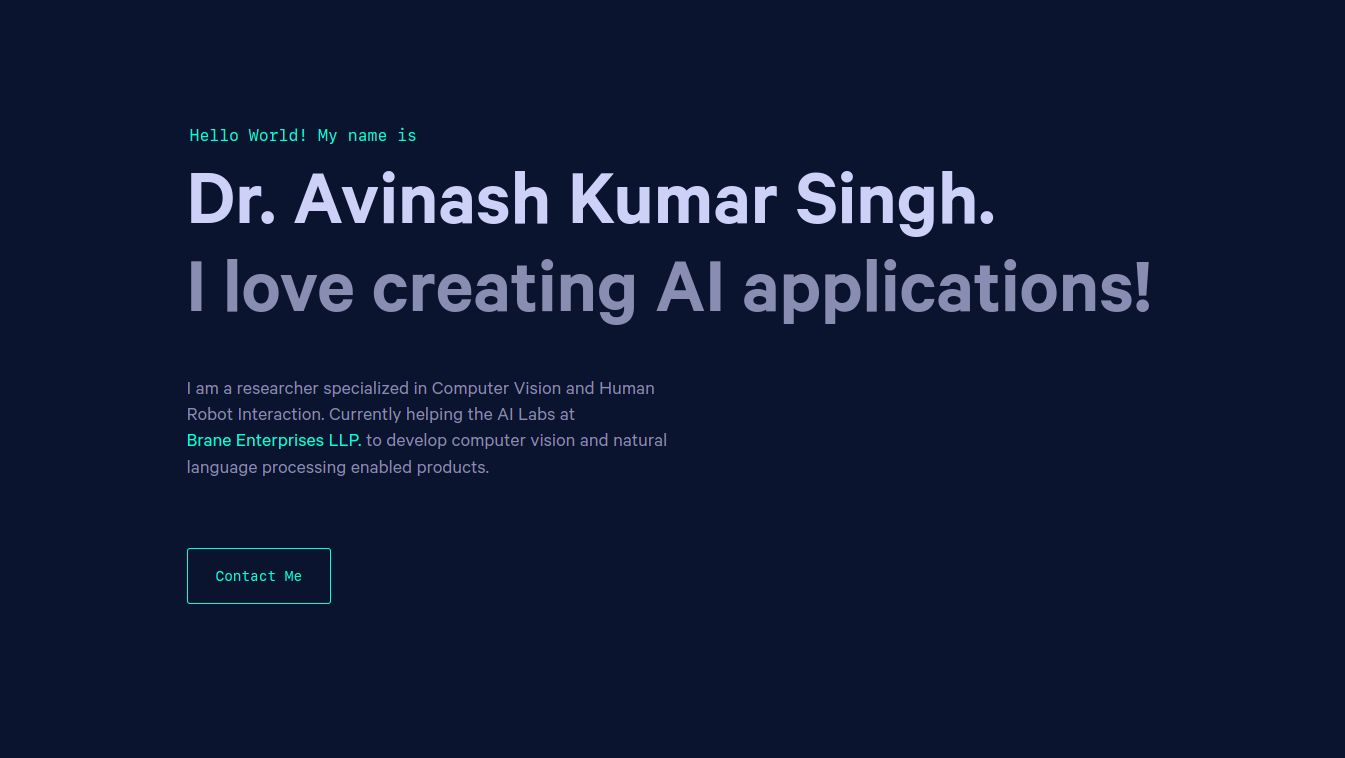 Hello World! My name is
Dr. Avinash Kumar Singh.
I love creating AI applications!
I am a researcher specialized in Computer Vision and Human
Robot Interaction. Currently helping the AI Labs at
Brane Enterprises LLP. to develop computer vision and natural
language processing enabled products.
Contact Me